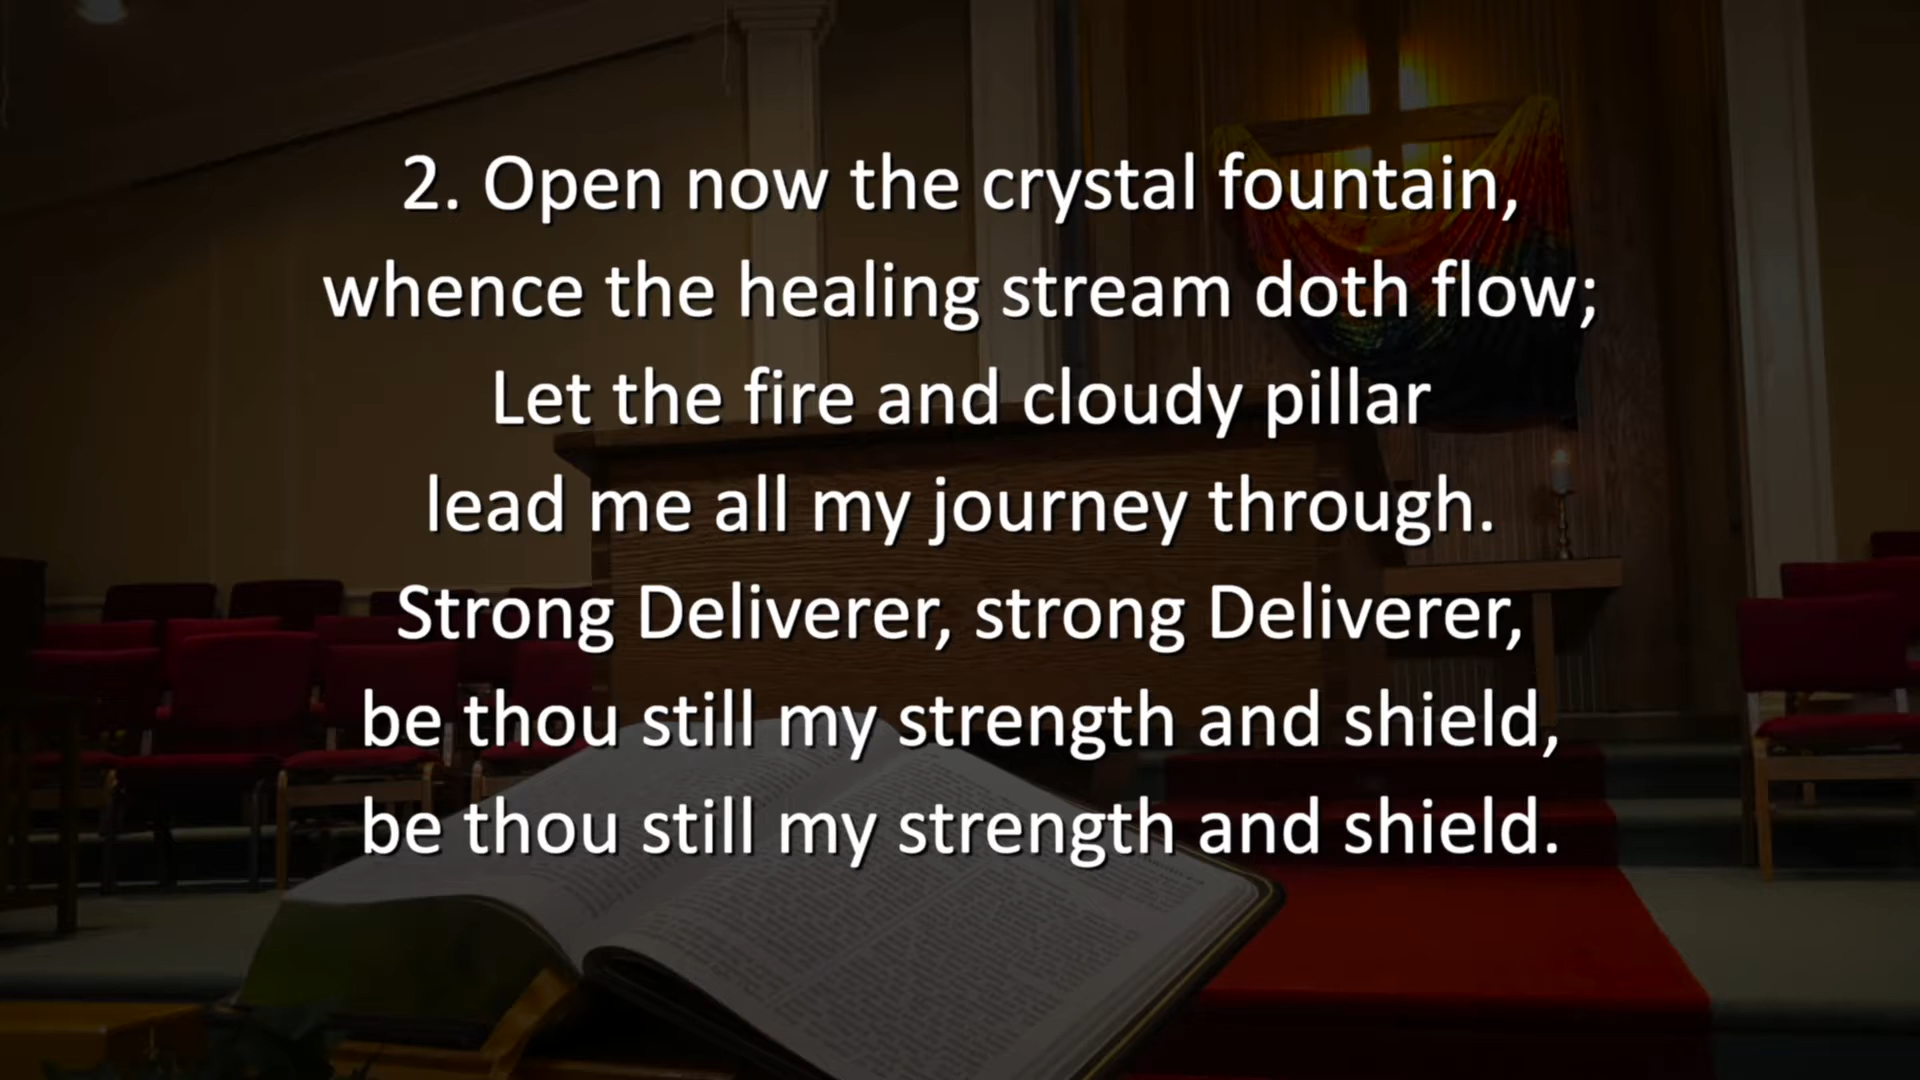 2. Open now the crystal fountain,
whence the healing stream doth flow;
Let the fire and cloudy pillar
lead me all my journey through.
Strong Deliverer, strong Deliverer,
be thou still my strength and shield,
be thou still my strength and shield.